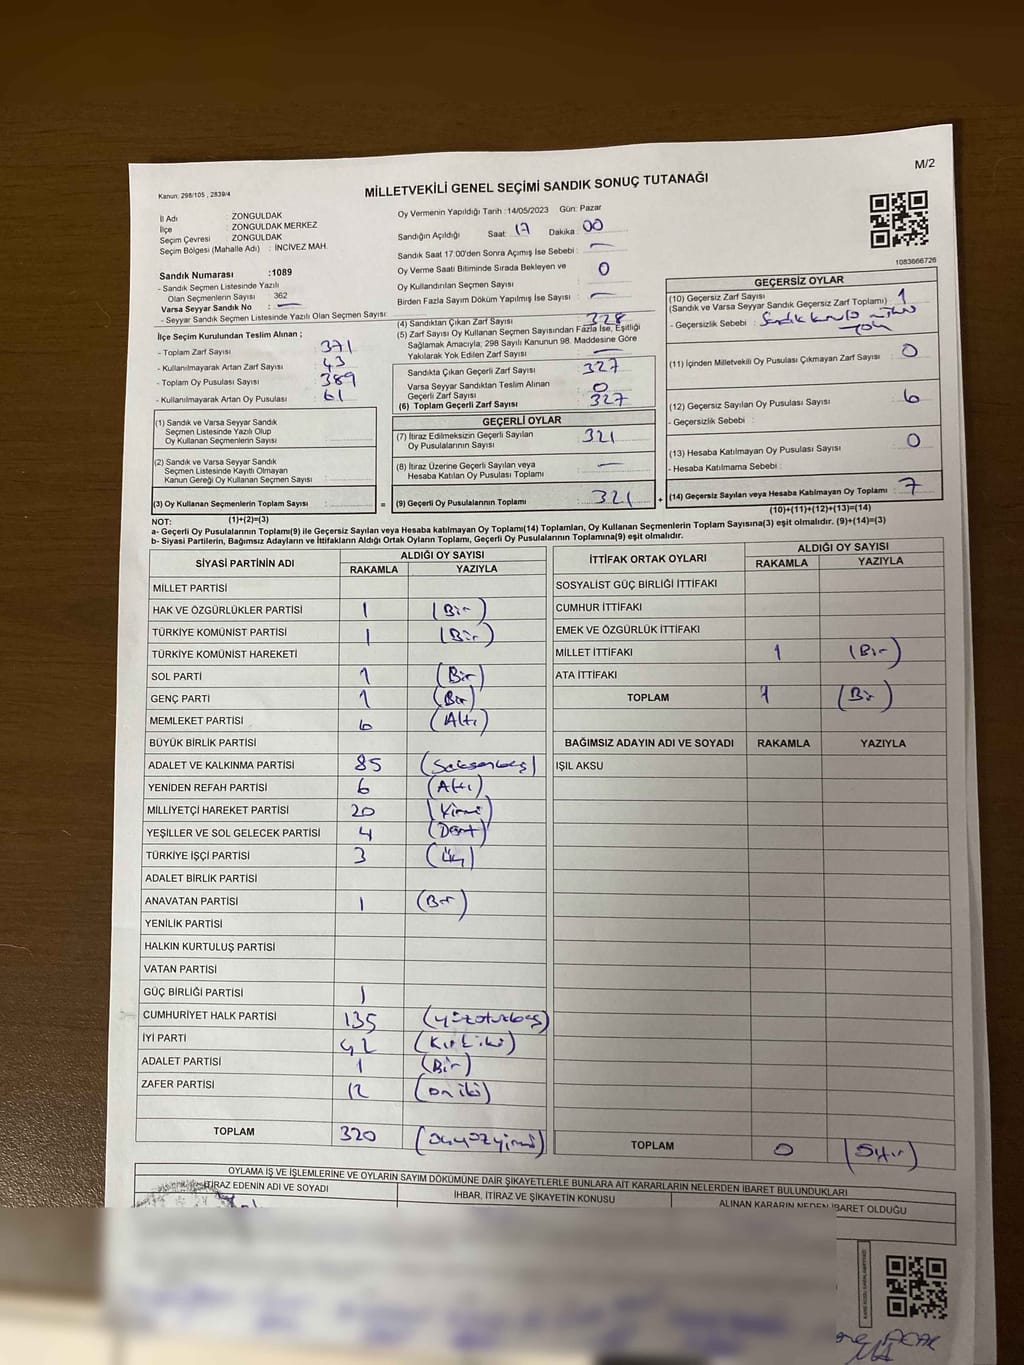 M/2
Kanun: 298/105 , 2839/4
MİLLETVEKİLİ GENEL SEÇİMİ SANDIK SONUÇ TUTANAĞI
İl Adı : ZONGULDAK
İlçe : ZONGULDAK MERKEZ
Seçim Çevresi : ZONGULDAK
Seçim Bölgesi (Mahalle Adı) : İNCİVEZ MAH.
Sandık Numarası :1089
- Sandık Seçmen Listesinde Yazılı
Olan Seçmenlerin Sayısı 362
Varsa Seyyar Sandık No : —
- Seyyar Sandık Seçmen Listesinde Yazılı Olan Seçmen Sayısı:
Oy Vermenin Yapıldığı Tarih :14/05/2023 Gün: Pazar
Sandığın Açıldığı Saat 17 Dakika 00
Sandık Saat 17.00'den Sonra Açımış İse Sebebi : —
Oy Verme Saati Bitiminde Sırada Bekleyen ve
Oy Kullandırılan Seçmen Sayısı : 0
Birden Fazla Sayım Döküm Yapılmış İse Sayısı : —
1083666726
İlçe Seçim Kurulundan Teslim Alınan ;
- Toplam Zarf Sayısı : 371
- Kullanılmayarak Artan Zarf Sayısı : 43
- Toplam Oy Pusulası Sayısı : 389
- Kullanılmayarak Artan Oy Pusulası : 61
(1) Sandık ve Varsa Seyyar Sandık
Seçmen Listesinde Yazılı Olup
Oy Kullanan Seçmenlerin Sayısı :
(2) Sandık ve Varsa Seyyar Sandık
Seçmen Listesinde Kayıtlı Olmayan
Kanun Gereği Oy Kullanan Seçmen Sayısı :
(3) Oy Kullanan Seçmenlerin Toplam Sayısı : =
(1)+(2)=(3)
(4) Sandıktan Çıkan Zarf Sayısı : 328
(5) Zarf Sayısı Oy Kullanan Seçmen Sayısından Fazla İse, Eşitliği
Sağlamak Amacıyla, 298 Sayılı Kanunun 98. Maddesine Göre
Yakılarak Yok Edilen Zarf Sayısı : —
Sandıkta Çıkan Geçerli Zarf Sayısı : 327
Varsa Seyyar Sandıktan Teslim Alınan
Geçerli Zarf Sayısı : 0
(6) Toplam Geçerli Zarf Sayısı : 327
GEÇERLİ OYLAR
(7) İtiraz Edilmeksizin Geçerli Sayılan
Oy Pusulalarının Sayısı : 321
(8) İtiraz Üzerine Geçerli Sayılan veya
Hesaba Katılan Oy Pusulası Toplamı : —
(9) Geçerli Oy Pusulalarının Toplamı : 321 +
GEÇERSİZ OYLAR
(10) Geçersiz Zarf Sayısı : 1
(Sandık ve Varsa Seyyar Sandık Geçersiz Zarf Toplamı)
- Geçersizlik Sebebi : Sandık kurulu mührü
yok
(11) İçinden Milletvekili Oy Pusulası Çıkmayan Zarf Sayısı : 0
(12) Geçersiz Sayılan Oy Pusulası Sayısı : 6
- Geçersizlik Sebebi :
(13) Hesaba Katılmayan Oy Pusulası Sayısı : 0
- Hesaba Katılmama Sebebi :
(14) Geçersiz Sayılan veya Hesaba Katılmayan Oy Toplamı : 7
(10)+(11)+(12)+(13)=(14)
NOT:
a- Geçerli Oy Pusulalarının Toplamı(9) ile Geçersiz Sayılan veya Hesaba katılmayan Oy Toplamı(14) Toplamları, Oy Kullanan Seçmenlerin Toplam Sayısına(3) eşit olmalıdır. (9)+(14)=(3)
b- Siyasi Partilerin, Bağımsız Adayların ve İttifakların Aldığı Ortak Oyların Toplamı, Geçerli Oy Pusulalarının Toplamına(9) eşit olmalıdır.
SİYASİ PARTİNİN ADI ALDIĞI OY SAYISI
RAKAMLA YAZIYLA
MİLLET PARTİSİ
HAK VE ÖZGÜRLÜKLER PARTİSİ 1 (Bir)
TÜRKİYE KOMÜNİST PARTİSİ 1 (Bir)
TÜRKİYE KOMÜNİST HAREKETİ
SOL PARTİ 1 (Bir)
GENÇ PARTİ 1 (Bir)
MEMLEKET PARTİSİ 6 (Altı)
BÜYÜK BİRLİK PARTİSİ
ADALET VE KALKINMA PARTİSİ 85 (Seksenbeş)
YENİDEN REFAH PARTİSİ 6 (Altı)
MİLLİYETÇİ HAREKET PARTİSİ 20 (Yirmi)
YEŞİLLER VE SOL GELECEK PARTİSİ 4 (Dört)
TÜRKİYE İŞÇİ PARTİSİ 3 (Üç)
ADALET BİRLİK PARTİSİ
ANAVATAN PARTİSİ 1 (Bir)
YENİLİK PARTİSİ
HALKIN KURTULUŞ PARTİSİ
VATAN PARTİSİ
GÜÇ BİRLİĞİ PARTİSİ 1
CUMHURİYET HALK PARTİSİ 135 (yüzotuzbeş)
İYİ PARTİ 42 (Kırkiki)
ADALET PARTİSİ 1 (Bir)
ZAFER PARTİSİ 12 (oniki)
TOPLAM 320 (üçyüzyirmi)
İTTİFAK ORTAK OYLARI ALDIĞI OY SAYISI
RAKAMLA YAZIYLA
SOSYALİST GÜÇ BİRLİĞİ İTTİFAKI
CUMHUR İTTİFAKI
EMEK VE ÖZGÜRLÜK İTTİFAKI
MİLLET İTTİFAKI 1 (Bir)
ATA İTTİFAKI
TOPLAM 1 (Bir)
BAĞIMSIZ ADAYIN ADI VE SOYADI RAKAMLA YAZIYLA
IŞIL AKSU
TOPLAM 0 (Sıfır)
OYLAMA İŞ VE İŞLEMLERİNE VE OYLARIN SAYIM DÖKÜMÜNE DAİR ŞİKAYETLERLE BUNLARA AİT KARARLARIN NELERDEN İBARET BULUNDUKLARI
İTİRAZ EDENİN ADI VE SOYADI İHBAR, İTİRAZ VE ŞİKAYETİN KONUSU ALINAN KARARIN NEDEN İBARET OLDUĞU